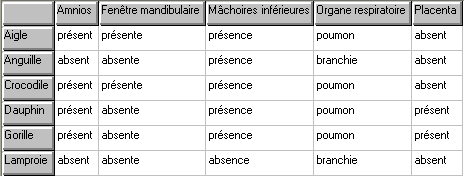 Amnios Fenêtre mandibulaire Mâchoires inférieures Organe respiratoire Placenta
Aigle présent présente présence poumon absent
Anguille absent absente présence branchie absent
Crocodile présent présente présence poumon absent
Dauphin présent absente présence poumon présent
Gorille présent absente présence poumon présent
Lamproie absent absente absence branchie absent